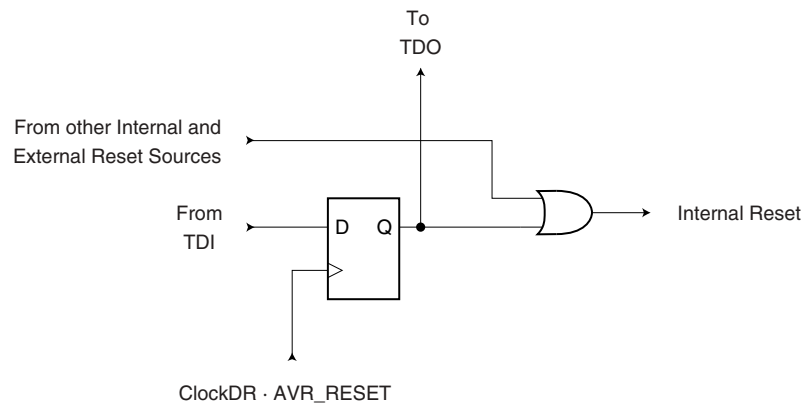 To
TDO
From other Internal and
External Reset Sources
From
TDI
D
Q
Internal Reset
ClockDR · AVR_RESET